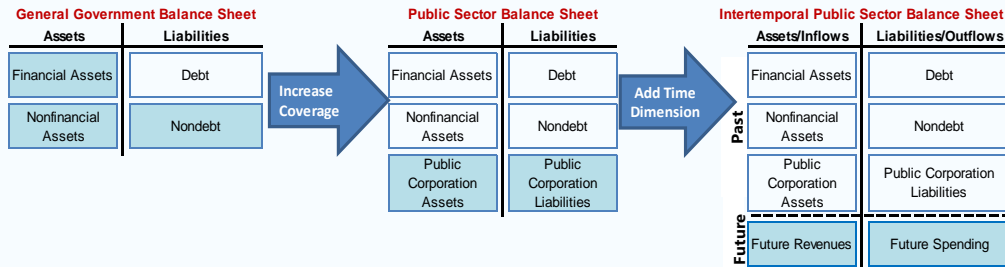 General Government Balance Sheet
Assets
Liabilities
Financial Assets
Debt
Nonfinancial
Assets
Nondebt
Increase
Coverage
Public Sector Balance Sheet
Assets
Liabilities
Financial Assets
Debt
Nonfinancial
Assets
Nondebt
Public
Corporation
Assets
Public
Corporation
Liabilities
Add Time
Dimension
Intertemporal Public Sector Balance Sheet
Assets/Inflows
Liabilities/Outflows
Past
Financial Assets
Debt
Nonfinancial
Assets
Nondebt
Public
Corporation
Assets
Public Corporation
Liabilities
Future
Future Revenues
Future Spending